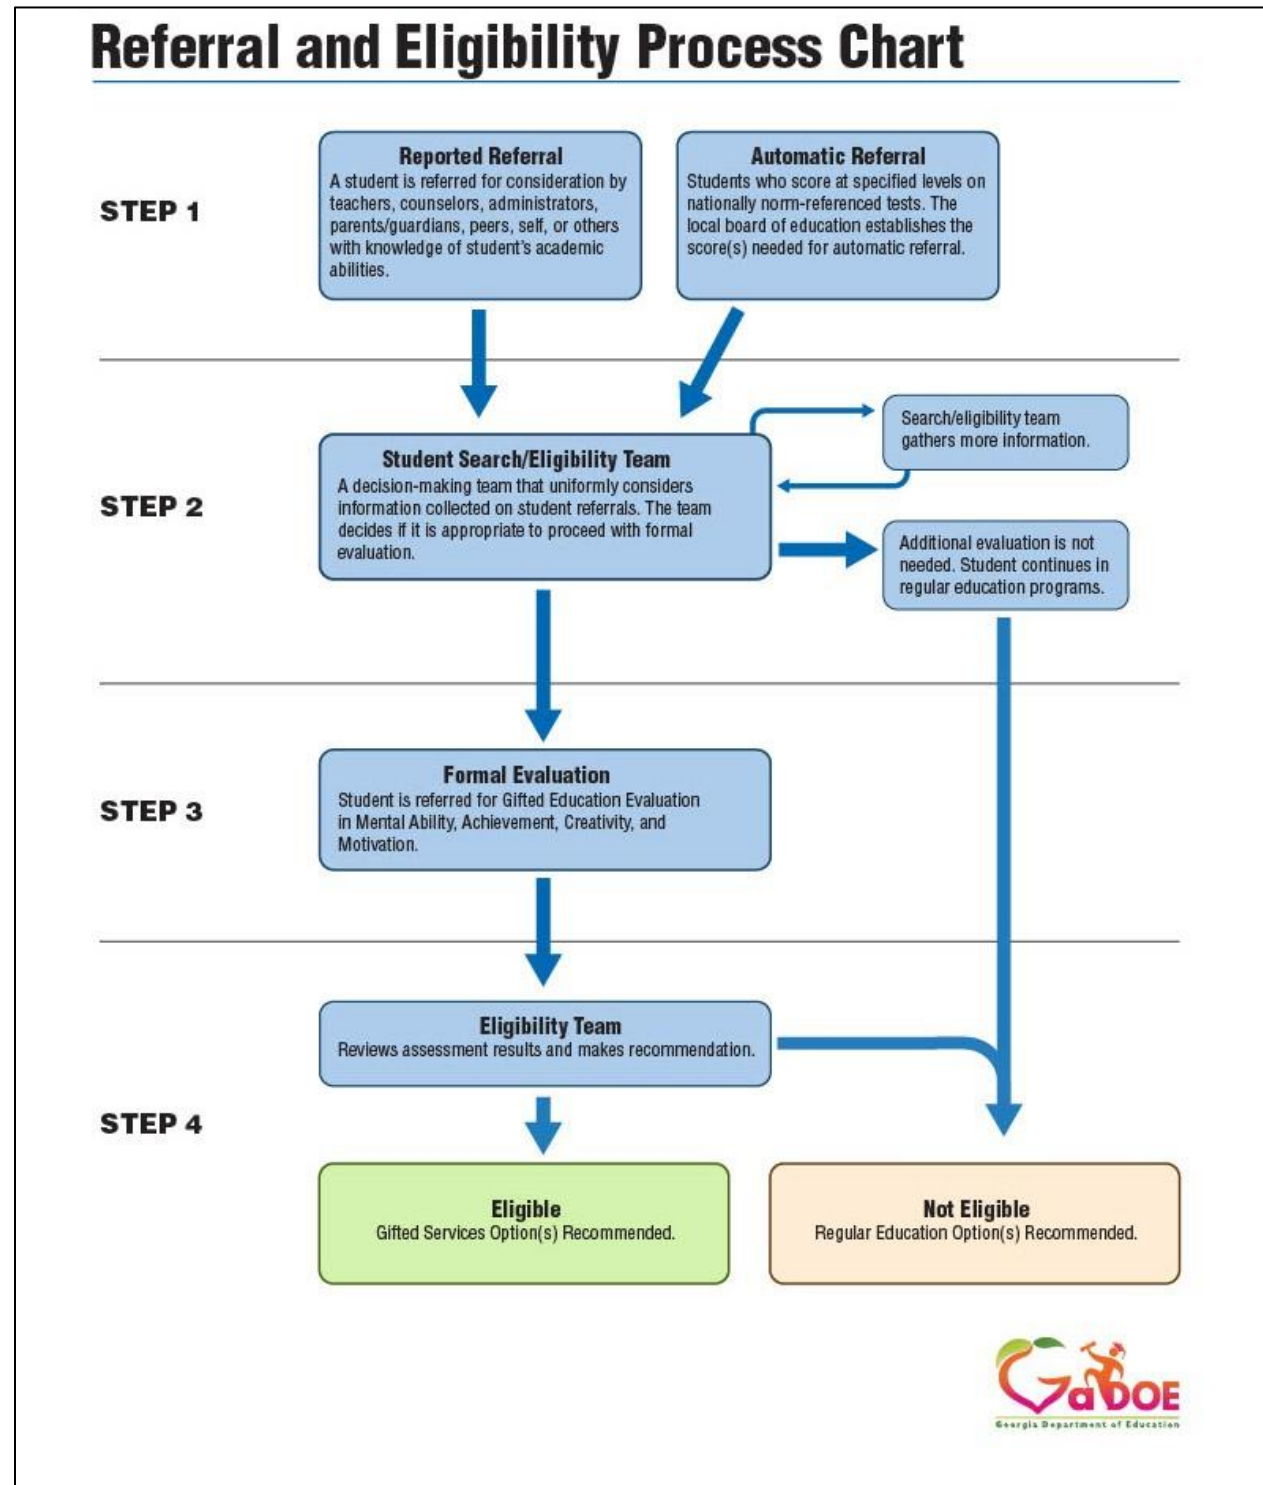 Referral and Eligibility Process Chart
STEP 1
Reported Referral
A student is referred for consideration by
teachers, counselors, administrators,
parents/guardians, peers, self, or others
with knowledge of student's academic
abilities.
Automatic Referral
Students who score at specified levels on
nationally norm-referenced tests. The
local board of education establishes the
score(s) needed for automatic referral.
STEP 2
Student Search/Eligibility Team
A decision-making team that uniformly considers
information collected on student referrals. The team
decides if it is appropriate to proceed with formal
evaluation.
Search/eligibility team
gathers more information.
Additional evaluation is not
needed. Student continues in
regular education programs.
STEP 3
Formal Evaluation
Student is referred for Gifted Education Evaluation
in Mental Ability, Achievement, Creativity, and
Motivation.
STEP 4
Eligibility Team
Reviews assessment results and makes recommendation.
Eligible
Gifted Services Option(s) Recommended.
Not Eligible
Regular Education Option(s) Recommended.
GaDOE
Georgia Department of Education